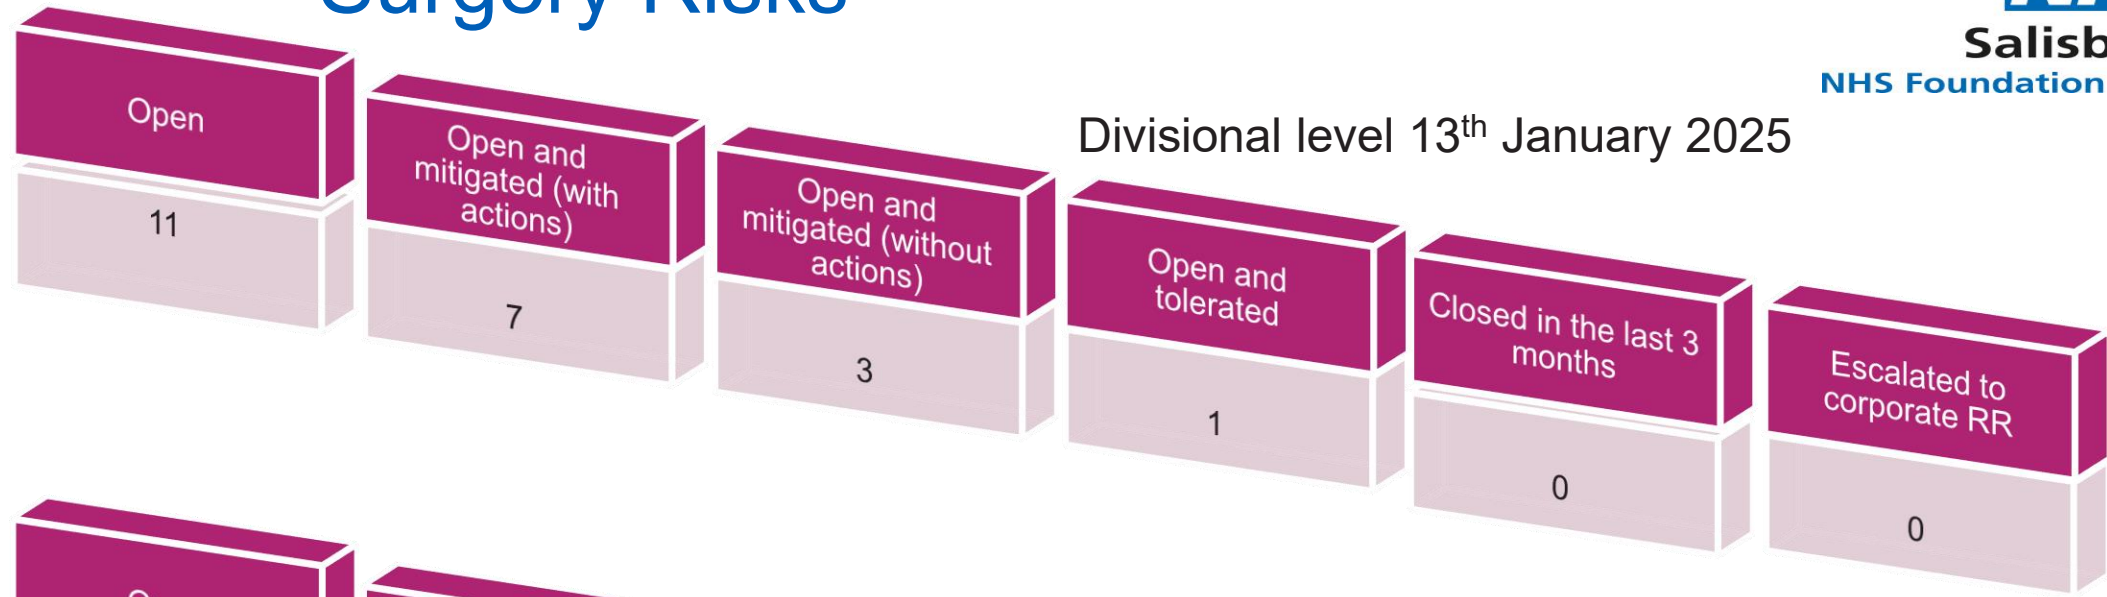 Surgery Risks
Salisb
NHS Foundation
Divisional level 13th January 2025
Open
11
Open and
mitigated (with
actions)
7
Open and
mitigated (without
actions)
3
Open and
tolerated
1
Closed in the last 3
months
0
Escalated to
corporate RR
0